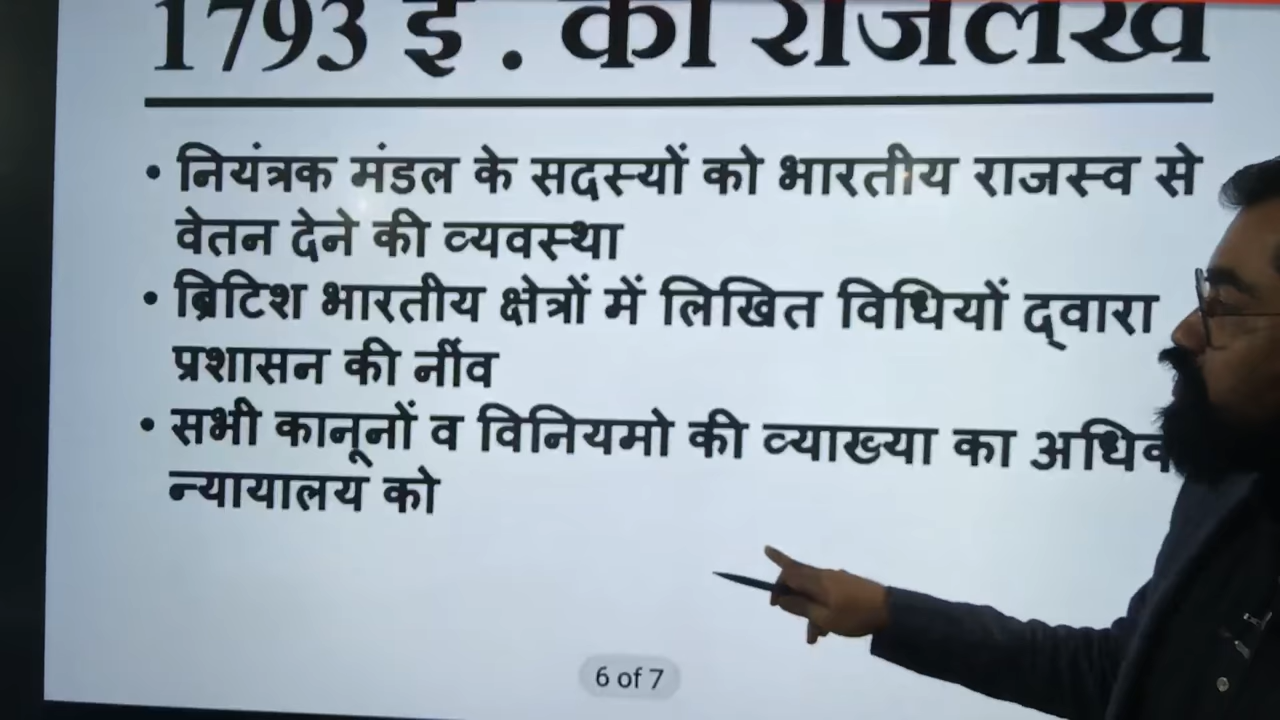 1793 ई . का राजलेख
• नियंत्रक मंडल के सदस्यों को भारतीय राजस्व से
वेतन देने की व्यवस्था
• ब्रिटिश भारतीय क्षेत्रों में लिखित विधियों द्वारा
प्रशासन की नींव
• सभी कानूनों व विनियमो की व्याख्या का
न्यायालय को
6 of 7